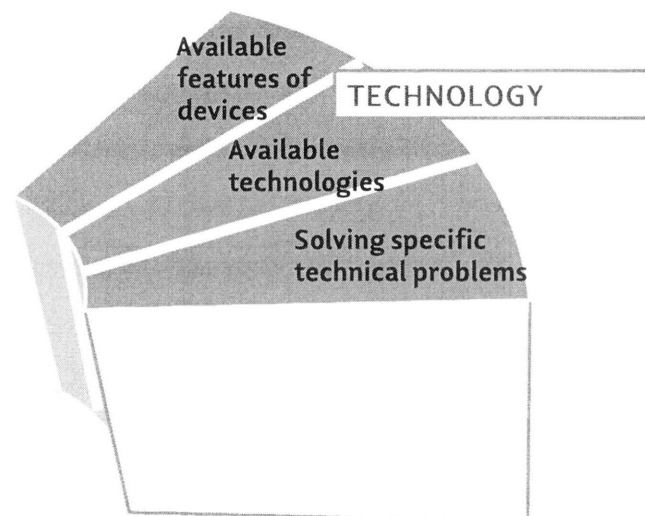 Available
features of
devices
TECHNOLOGY
Available
technologies
Solving specific
technical problems